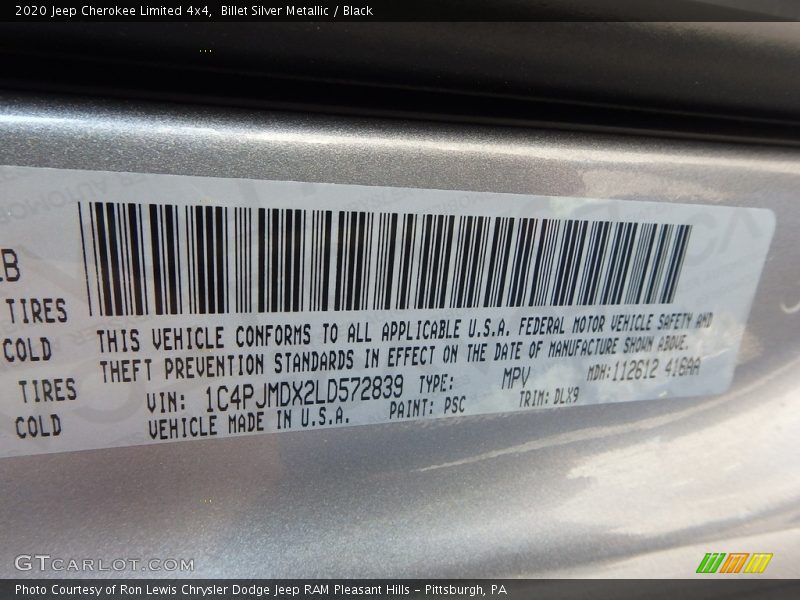 2020 Jeep Cherokee Limited 4x4,  Billet Silver Metallic / Black
B
TIRES
COLD
TIRES
COLD
THIS VEHICLE CONFORMS TO ALL APPLICABLE U.S.A. FEDERAL MOTOR VEHICLE SAFETY AND
THEFT PREVENTION STANDARDS IN EFFECT ON THE DATE OF MANUFACTURE SHOWN ABOVE.
VIN: 1C4PJMDX2LD572839 TYPE: MPV MDH:112612 416AA
VEHICLE MADE IN U.S.A. PAINT: PSC TRIM:DLX9
GTCARLOT.COM
Photo Courtesy of Ron Lewis Chrysler Dodge Jeep RAM Pleasant Hills - Pittsburgh, PA